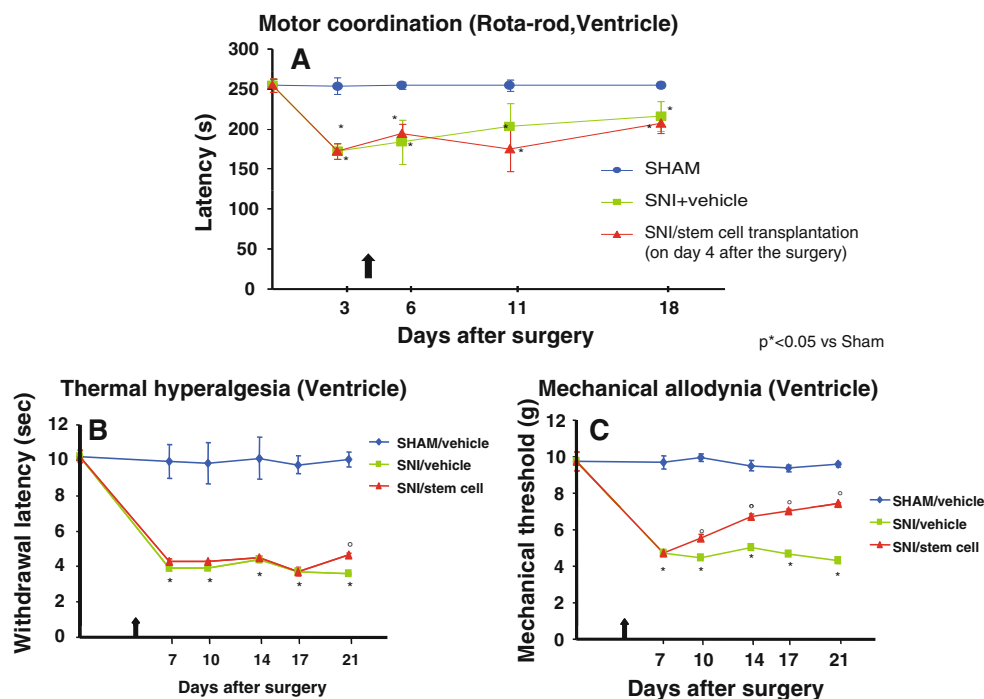 Motor coordination (Rota-rod,Ventricle)
A
Latency (s)
300
250
200
150
100
50
0
* * * * * * * *
SHAM
SNI+vehicle
SNI/stem cell transplantation
(on day 4 after the surgery)
3 6 11 18
Days after surgery
p*<0.05 vs Sham
Thermal hyperalgesia (Ventricle)
B
Withdrawal latency (sec)
12
10
8
6
4
2
0
SHAM/vehicle
SNI/vehicle
SNI/stem cell
° 
* * * * *
7 10 14 17 21
Days after surgery
Mechanical allodynia (Ventricle)
C
Mechanical threshold (g)
12
10
8
6
4
2
0
° ° ° °
* * * * *
SHAM/vehicle
SNI/vehicle
SNI/stem cell
7 10 14 17 21
Days after surgery